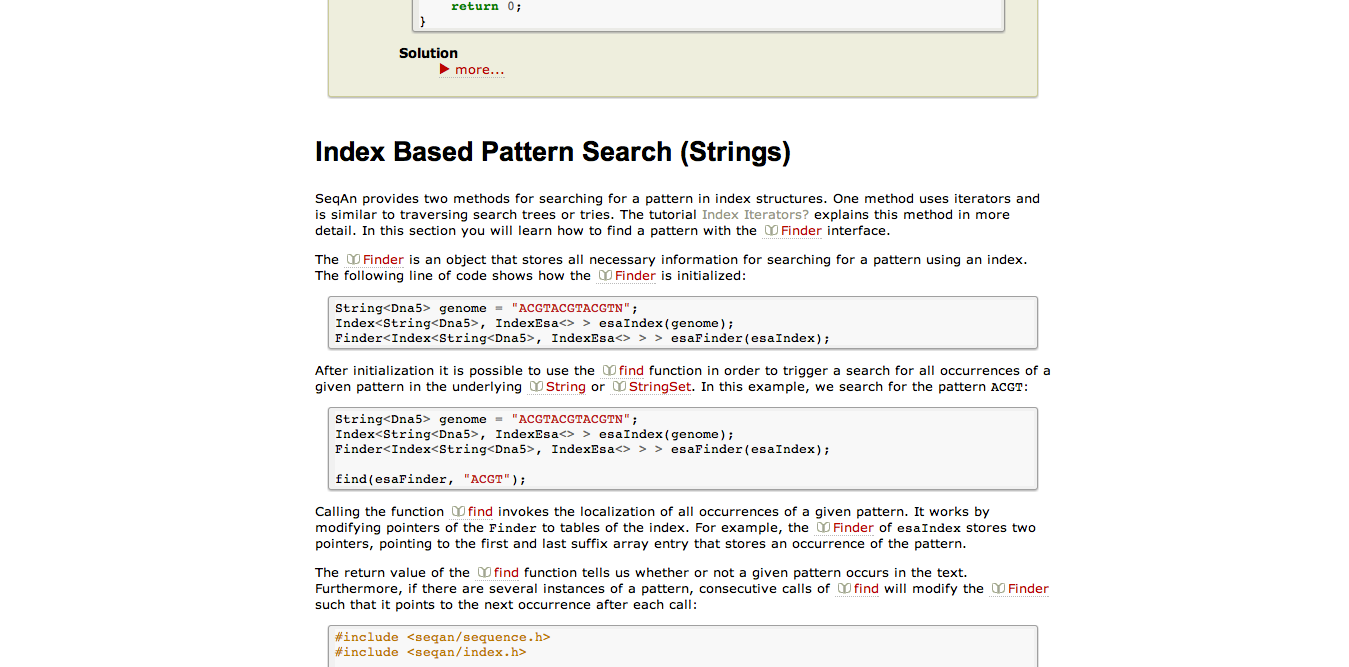 return 0;
}
Solution
more...
Index Based Pattern Search (Strings)
SeqAn provides two methods for searching for a pattern in index structures. One method uses iterators and
is similar to traversing search trees or tries. The tutorial Index Iterators? explains this method in more
detail. In this section you will learn how to find a pattern with the Finder interface.
The Finder is an object that stores all necessary information for searching for a pattern using an index.
The following line of code shows how the Finder is initialized:
String<Dna5> genome = "ACGTACGTACGTN";
Index<String<Dna5>, IndexEsa<> > esaIndex(genome);
Finder<Index<String<Dna5>, IndexEsa<> > > esaFinder(esaIndex);
After initialization it is possible to use the find function in order to trigger a search for all occurrences of a
given pattern in the underlying String or StringSet. In this example, we search for the pattern ACGT:
String<Dna5> genome = "ACGTACGTACGTN";
Index<String<Dna5>, IndexEsa<> > esaIndex(genome);
Finder<Index<String<Dna5>, IndexEsa<> > > esaFinder(esaIndex);
find(esaFinder, "ACGT");
Calling the function find invokes the localization of all occurrences of a given pattern. It works by
modifying pointers of the Finder to tables of the index. For example, the Finder of esaIndex stores two
pointers, pointing to the first and last suffix array entry that stores an occurrence of the pattern.
The return value of the find function tells us whether or not a given pattern occurs in the text.
Furthermore, if there are several instances of a pattern, consecutive calls of find will modify the Finder
such that it points to the next occurrence after each call:
#include <seqan/sequence.h>
#include <seqan/index.h>